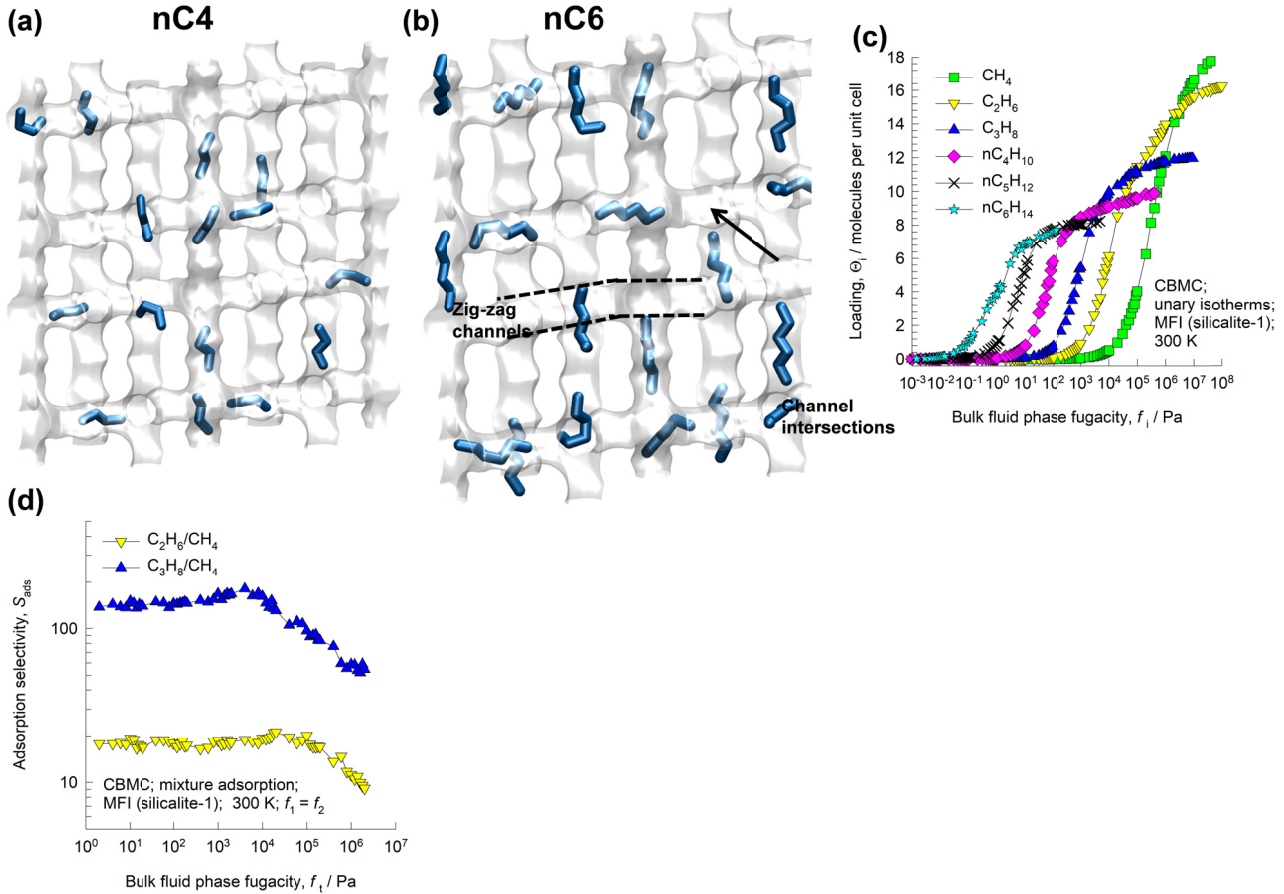 (a)
nC4
(b)
nC6
Zig-zag
channels
Channel
intersections
(c)
Loading, Θi / molecules per unit cell
18
16
14
12
10
8
6
4
2
0
CH4
C2H6
C3H8
nC4H10
nC5H12
nC6H14
CBMC;
unary isotherms;
MFI (silicalite-1);
300 K
10-3 10-2 10-1 100 101 102 103 104 105 106 107 108
Bulk fluid phase fugacity, fi / Pa
(d)
Adsorption selectivity, Sads
100
10
C2H6/CH4
C3H8/CH4
CBMC; mixture adsorption;
MFI (silicalite-1); 300 K; f1 = f2
100 101 102 103 104 105 106 107
Bulk fluid phase fugacity, ft / Pa